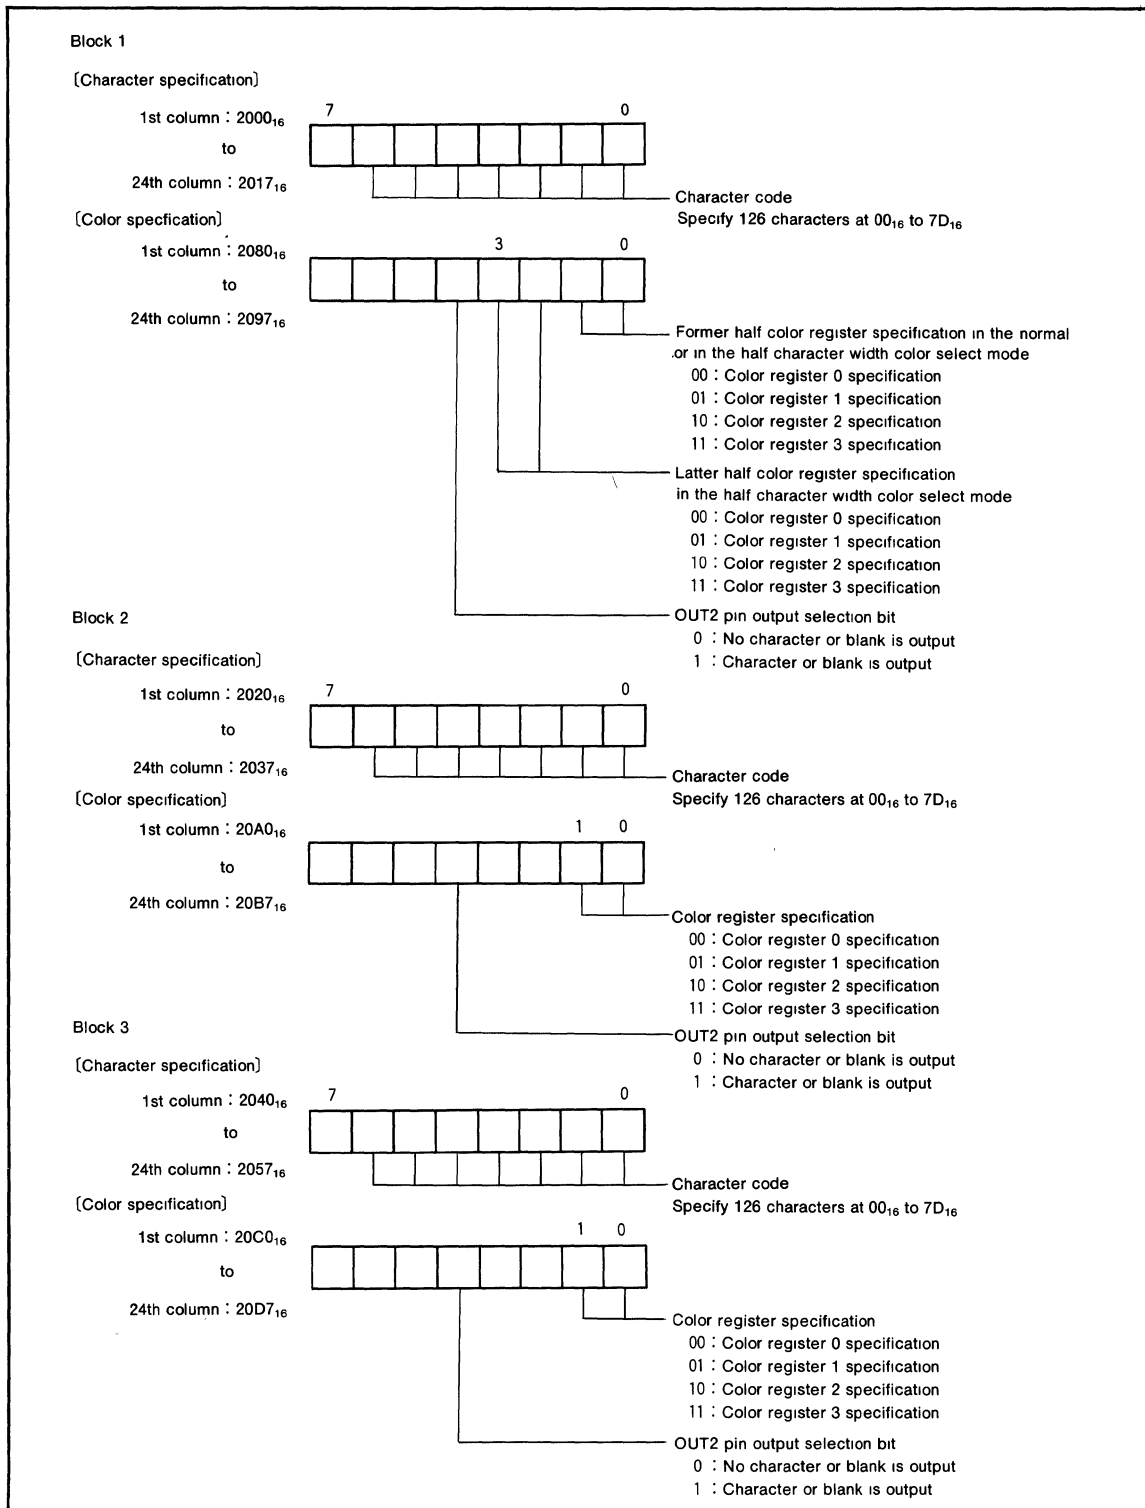 Block 1
〔Character specification〕
7 0
1st column : 2000₁₆
to
24th column : 2017₁₆
Character code
Specify 126 characters at 00₁₆ to 7D₁₆
〔Color specfication〕
3 0
1st column : 2080₁₆
to
24th column : 2097₁₆
Former half color register specification in the normal
or in the half character width color select mode
00 : Color register 0 specification
01 : Color register 1 specification
10 : Color register 2 specification
11 : Color register 3 specification
Latter half color register specification
in the half character width color select mode
00 : Color register 0 specification
01 : Color register 1 specification
10 : Color register 2 specification
11 : Color register 3 specification
OUT2 pin output selection bit
0 : No character or blank is output
1 : Character or blank is output
Block 2
〔Character specification〕
7 0
1st column : 2020₁₆
to
24th column : 2037₁₆
Character code
Specify 126 characters at 00₁₆ to 7D₁₆
〔Color specification〕
1 0
1st column : 20A0₁₆
to
24th column : 20B7₁₆
Color register specification
00 : Color register 0 specification
01 : Color register 1 specification
10 : Color register 2 specification
11 : Color register 3 specification
OUT2 pin output selection bit
0 : No character or blank is output
1 : Character or blank is output
Block 3
〔Character specification〕
7 0
1st column : 2040₁₆
to
24th column : 2057₁₆
Character code
Specify 126 characters at 00₁₆ to 7D₁₆
〔Color specification〕
1 0
1st column : 20C0₁₆
to
24th column : 20D7₁₆
Color register specification
00 : Color register 0 specification
01 : Color register 1 specification
10 : Color register 2 specification
11 : Color register 3 specification
OUT2 pin output selection bit
0 : No character or blank is output
1 : Character or blank is output